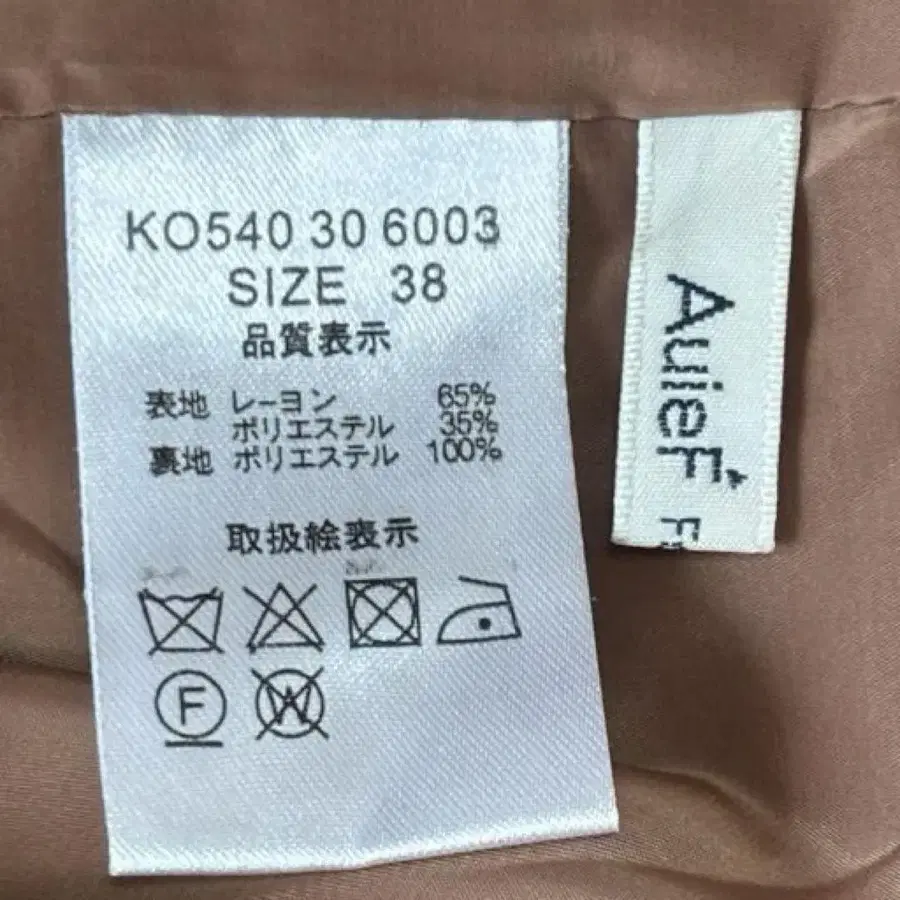 KO540 30 6003
SIZE 38
品質表示
表地 レーヨン 65%
ポリエステル 35%
裏地 ポリエステル 100%
取扱絵表示
F
W
AuieF